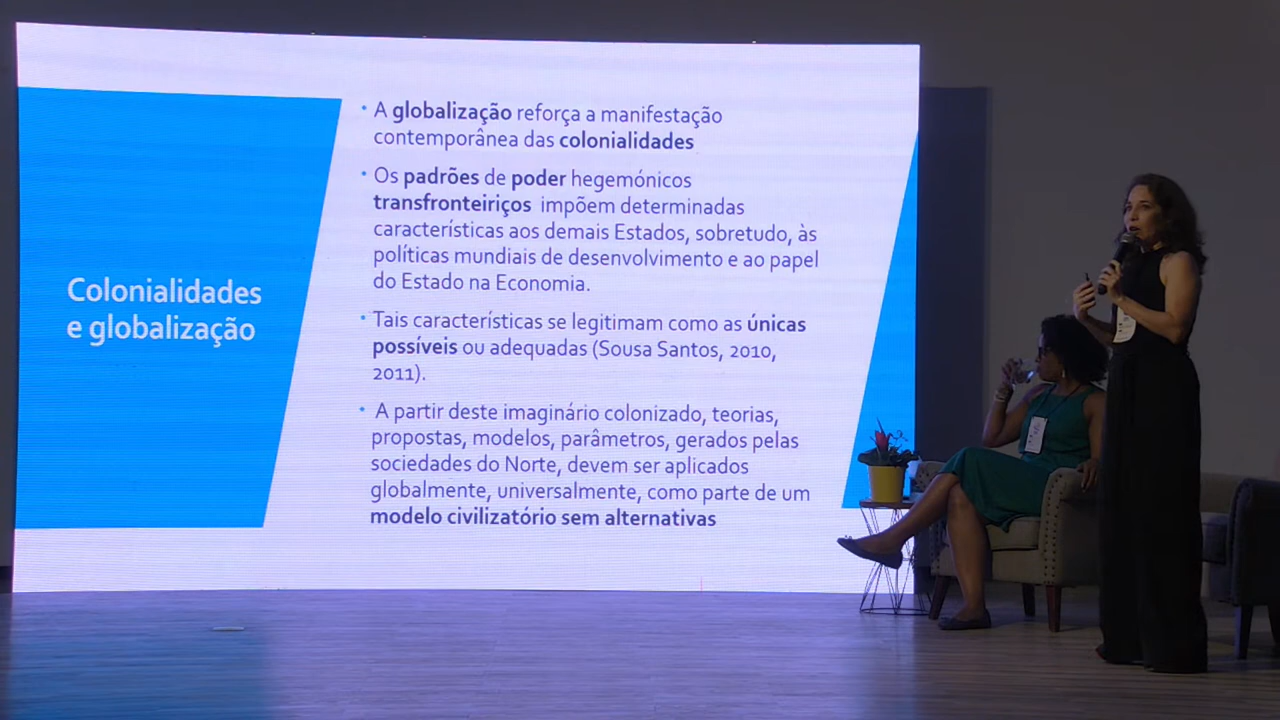 Colonialidades
e globalização
• A globalização reforça a manifestação
contemporânea das colonialidades
• Os padrões de poder hegemónicos
transfronteiriços impõem determinadas
características aos demais Estados, sobretudo, às
políticas mundiais de desenvolvimento e ao papel
do Estado na Economia.
• Tais características se legitimam como as únicas
possíveis ou adequadas (Sousa Santos, 2010,
2011).
• A partir deste imaginário colonizado, teorias,
propostas, modelos, parâmetros, gerados pelas
sociedades do Norte, devem ser aplicados
globalmente, universalmente, como parte de um
modelo civilizatório sem alternativas